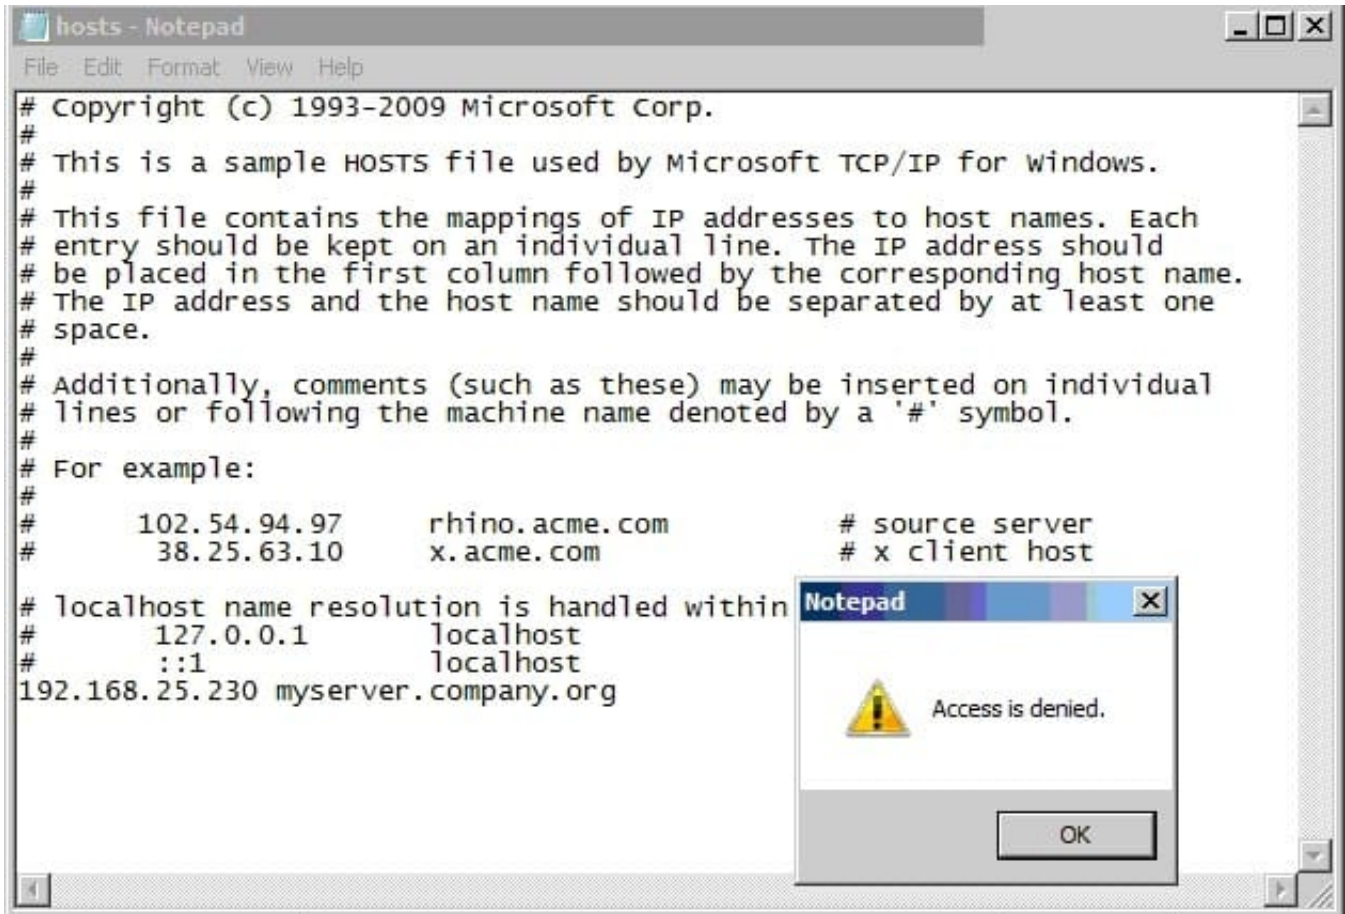 hosts - Notepad
File Edit Format View Help
# Copyright (c) 1993-2009 Microsoft Corp.
#
# This is a sample HOSTS file used by Microsoft TCP/IP for Windows.
#
# This file contains the mappings of IP addresses to host names. Each
# entry should be kept on an individual line. The IP address should
# be placed in the first column followed by the corresponding host name.
# The IP address and the host name should be separated by at least one
# space.
#
# Additionally, comments (such as these) may be inserted on individual
# lines or following the machine name denoted by a '#' symbol.
#
# For example:
#
#      102.54.94.97     rhino.acme.com          # source server
#       38.25.63.10     x.acme.com              # x client host
# localhost name resolution is handled within
#       127.0.0.1       localhost
#       ::1             localhost
192.168.25.230 myserver.company.org
Notepad
Access is denied.
OK